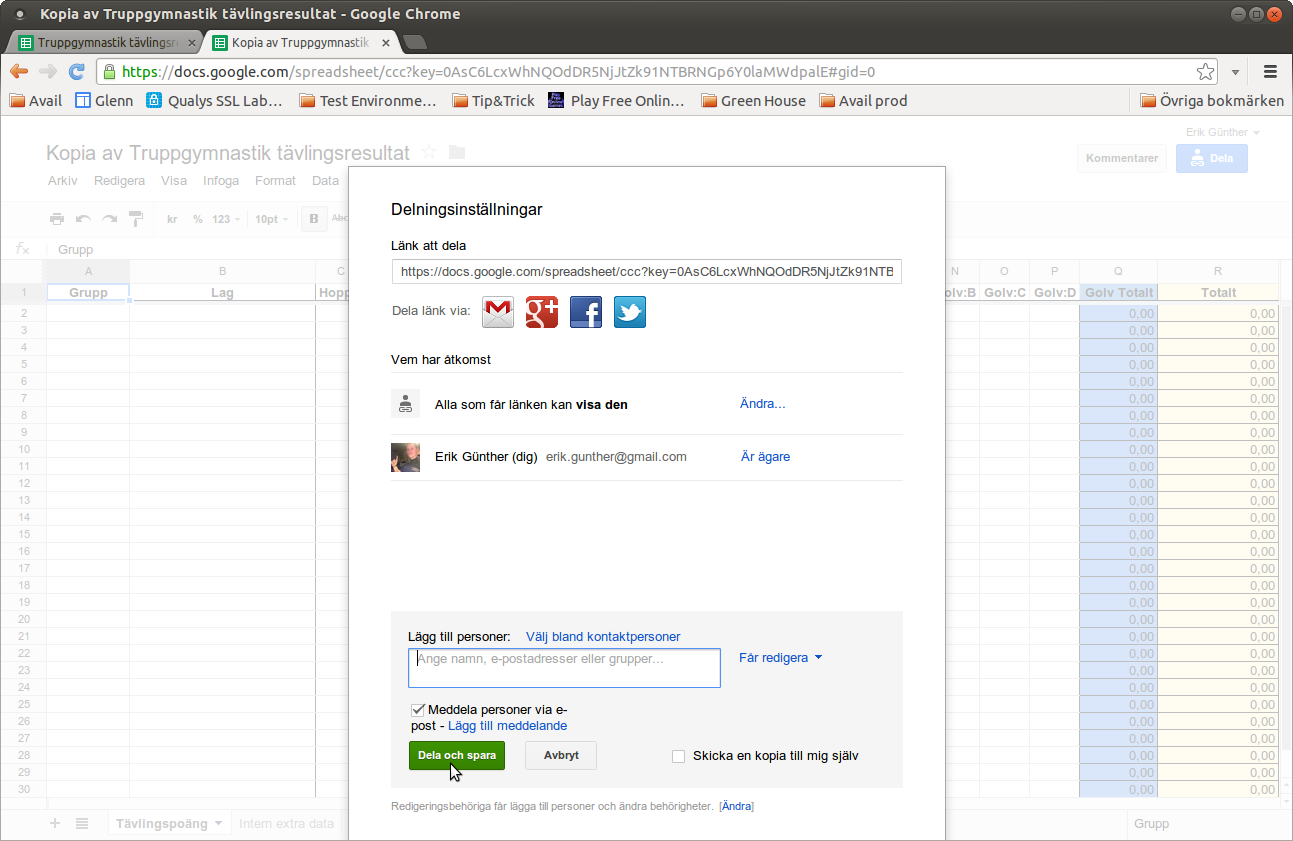 Kopia av Truppgymnastik tävlingsresultat - Google Chrome
Truppgymnastik tävlingsr
Kopia av Truppgymnastik
https://docs.google.com/spreadsheet/ccc?key=0AsC6LcxWhNQOdDR5NjJtZk91NTBRNGp6Y0laMWdpalE#gid=0
Avail Glenn Qualys SSL Lab... Test Environme... Tip&Trick Play Free Onlin... Green House Avail prod Övriga bokmärken
Erik Günther
Kopia av Truppgymnastik tävlingsresultat
Kommentarer Dela
Arkiv Redigera Visa Infoga Format Data
kr % 123 10pt B Abc
fx Grupp
A B C N O P Q R
1 Grupp Lag Hopp olv:B Golv:C Golv:D Golv Totalt Totalt
2 0,00 0,00
3 0,00 0,00
4 0,00 0,00
5 0,00 0,00
6 0,00 0,00
7 0,00 0,00
8 0,00 0,00
9 0,00 0,00
10 0,00 0,00
11 0,00 0,00
12 0,00 0,00
13 0,00 0,00
14 0,00 0,00
15 0,00 0,00
16 0,00 0,00
17 0,00 0,00
18 0,00 0,00
19 0,00 0,00
20 0,00 0,00
21 0,00 0,00
22 0,00 0,00
23 0,00 0,00
24 0,00 0,00
25 0,00 0,00
26 0,00 0,00
27 0,00 0,00
28 0,00 0,00
29 0,00 0,00
30 0,00 0,00
Delningsinställningar
Länk att dela
https://docs.google.com/spreadsheet/ccc?key=0AsC6LcxWhNQOdDR5NjJtZk91NTB
Dela länk via:
Vem har åtkomst
Alla som får länken kan visa den Ändra...
Erik Günther (dig) erik.gunther@gmail.com Är ägare
Lägg till personer: Välj bland kontaktpersoner
Ange namn, e-postadresser eller grupper... Får redigera
Meddela personer via e-
post - Lägg till meddelande
Dela och spara Avbryt Skicka en kopia till mig själv
Redigeringsbehöriga får lägga till personer och ändra behörigheter. [Ändra]
Tävlingspoäng Intern extra data Grupp